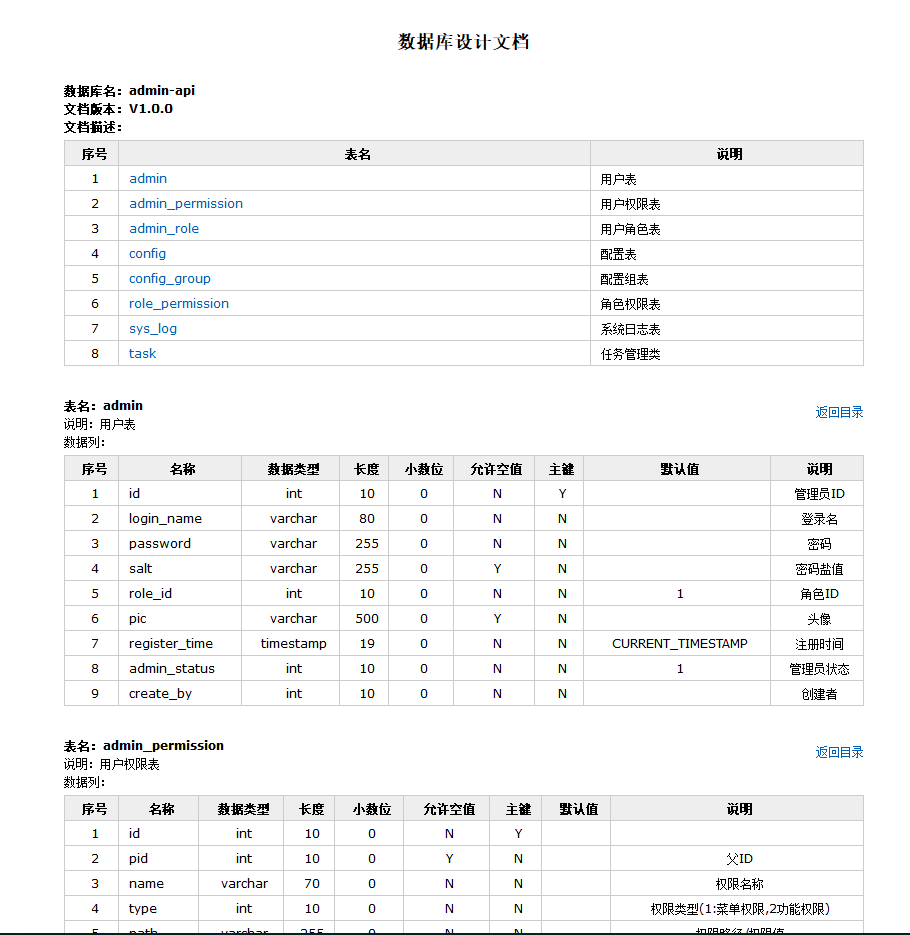 数据库设计文档
数据库名：admin-api
文档版本：V1.0.0
文档描述：
序号 表名 说明
1 admin 用户表
2 admin_permission 用户权限表
3 admin_role 用户角色表
4 config 配置表
5 config_group 配置组表
6 role_permission 角色权限表
7 sys_log 系统日志表
8 task 任务管理类
表名：admin 返回目录
说明：用户表
数据列：
序号 名称 数据类型 长度 小数位 允许空值 主键 默认值 说明
1 id int 10 0 N Y 管理员ID
2 login_name varchar 80 0 N N 登录名
3 password varchar 255 0 N N 密码
4 salt varchar 255 0 Y N 密码盐值
5 role_id int 10 0 N N 1 角色ID
6 pic varchar 500 0 Y N 头像
7 register_time timestamp 19 0 N N CURRENT_TIMESTAMP 注册时间
8 admin_status int 10 0 N N 1 管理员状态
9 create_by int 10 0 N N 创建者
表名：admin_permission 返回目录
说明：用户权限表
数据列：
序号 名称 数据类型 长度 小数位 允许空值 主键 默认值 说明
1 id int 10 0 N Y
2 pid int 10 0 Y N 父ID
3 name varchar 70 0 N N 权限名称
4 type int 10 0 N N 权限类型(1:菜单权限,2功能权限)
5 path varchar 255 0 N N 权限路径/权限值